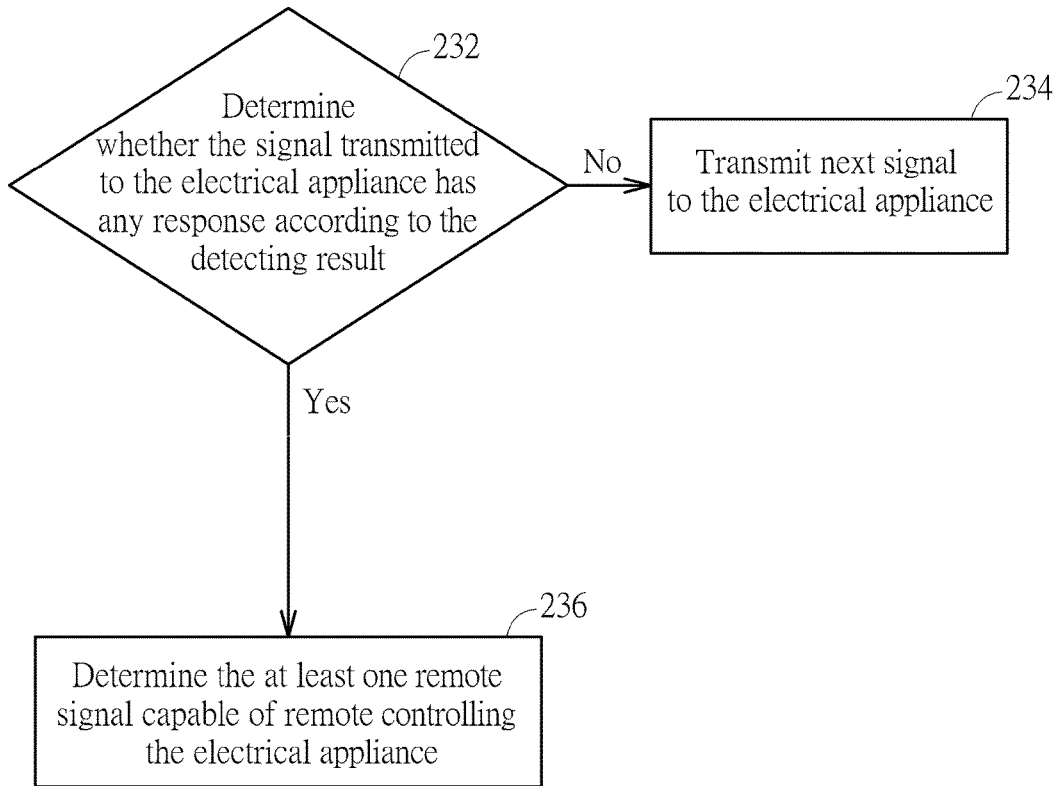 232
Determine
whether the signal transmitted
to the electrical appliance has
any response according to the
detecting result
No
234
Transmit next signal
to the electrical appliance
Yes
236
Determine the at least one remote
signal capable of remote controlling
the electrical appliance